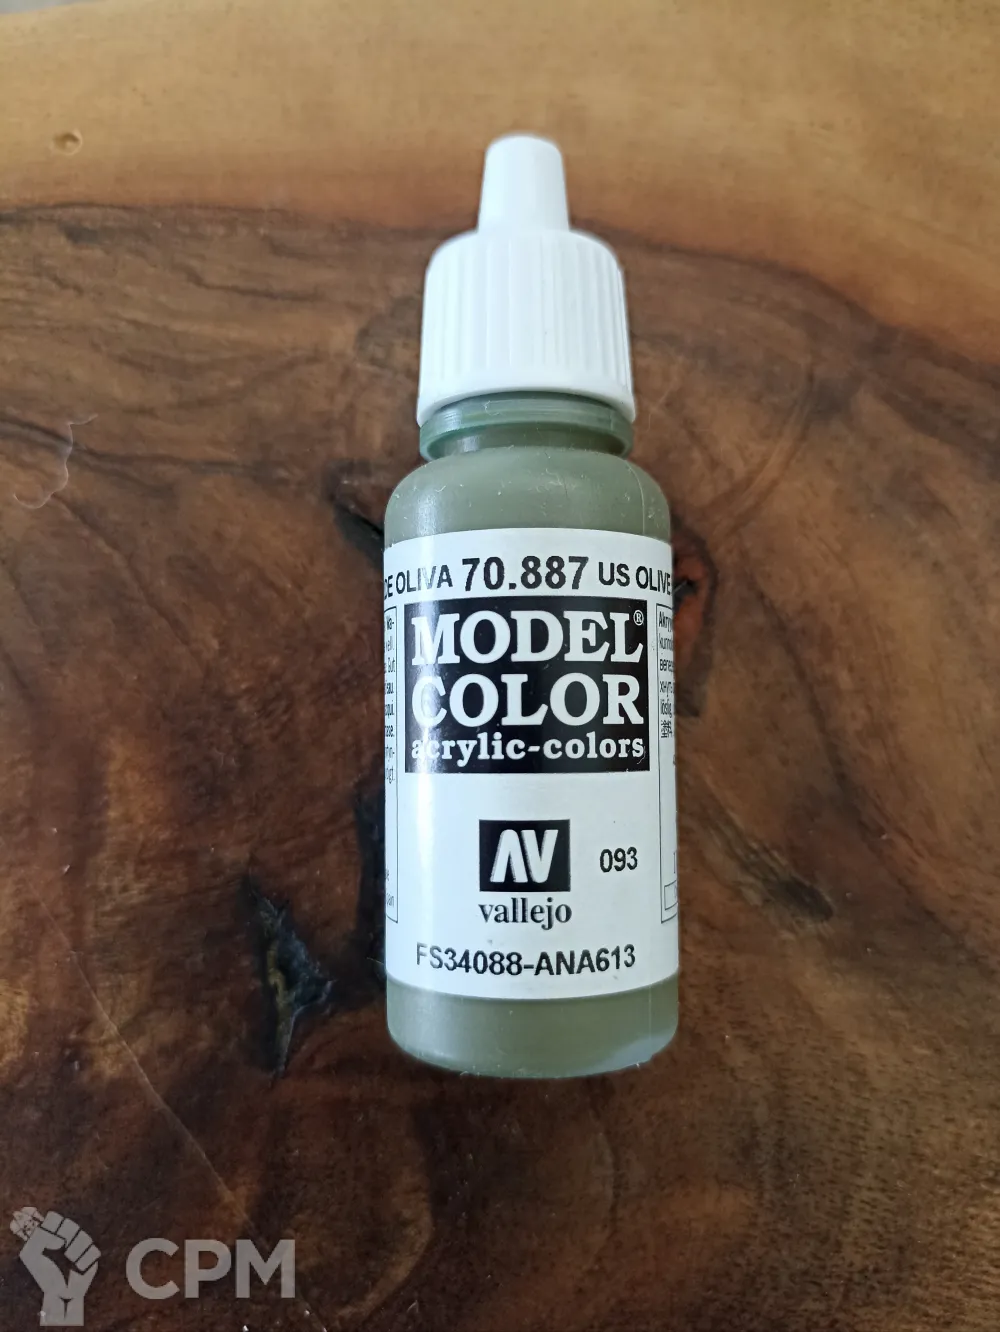 DE OLIVA 70.887 US OLIVE
MODEL®
COLOR
acrylic-colors
AV
093
vallejo
FS34088-ANA613
CPM